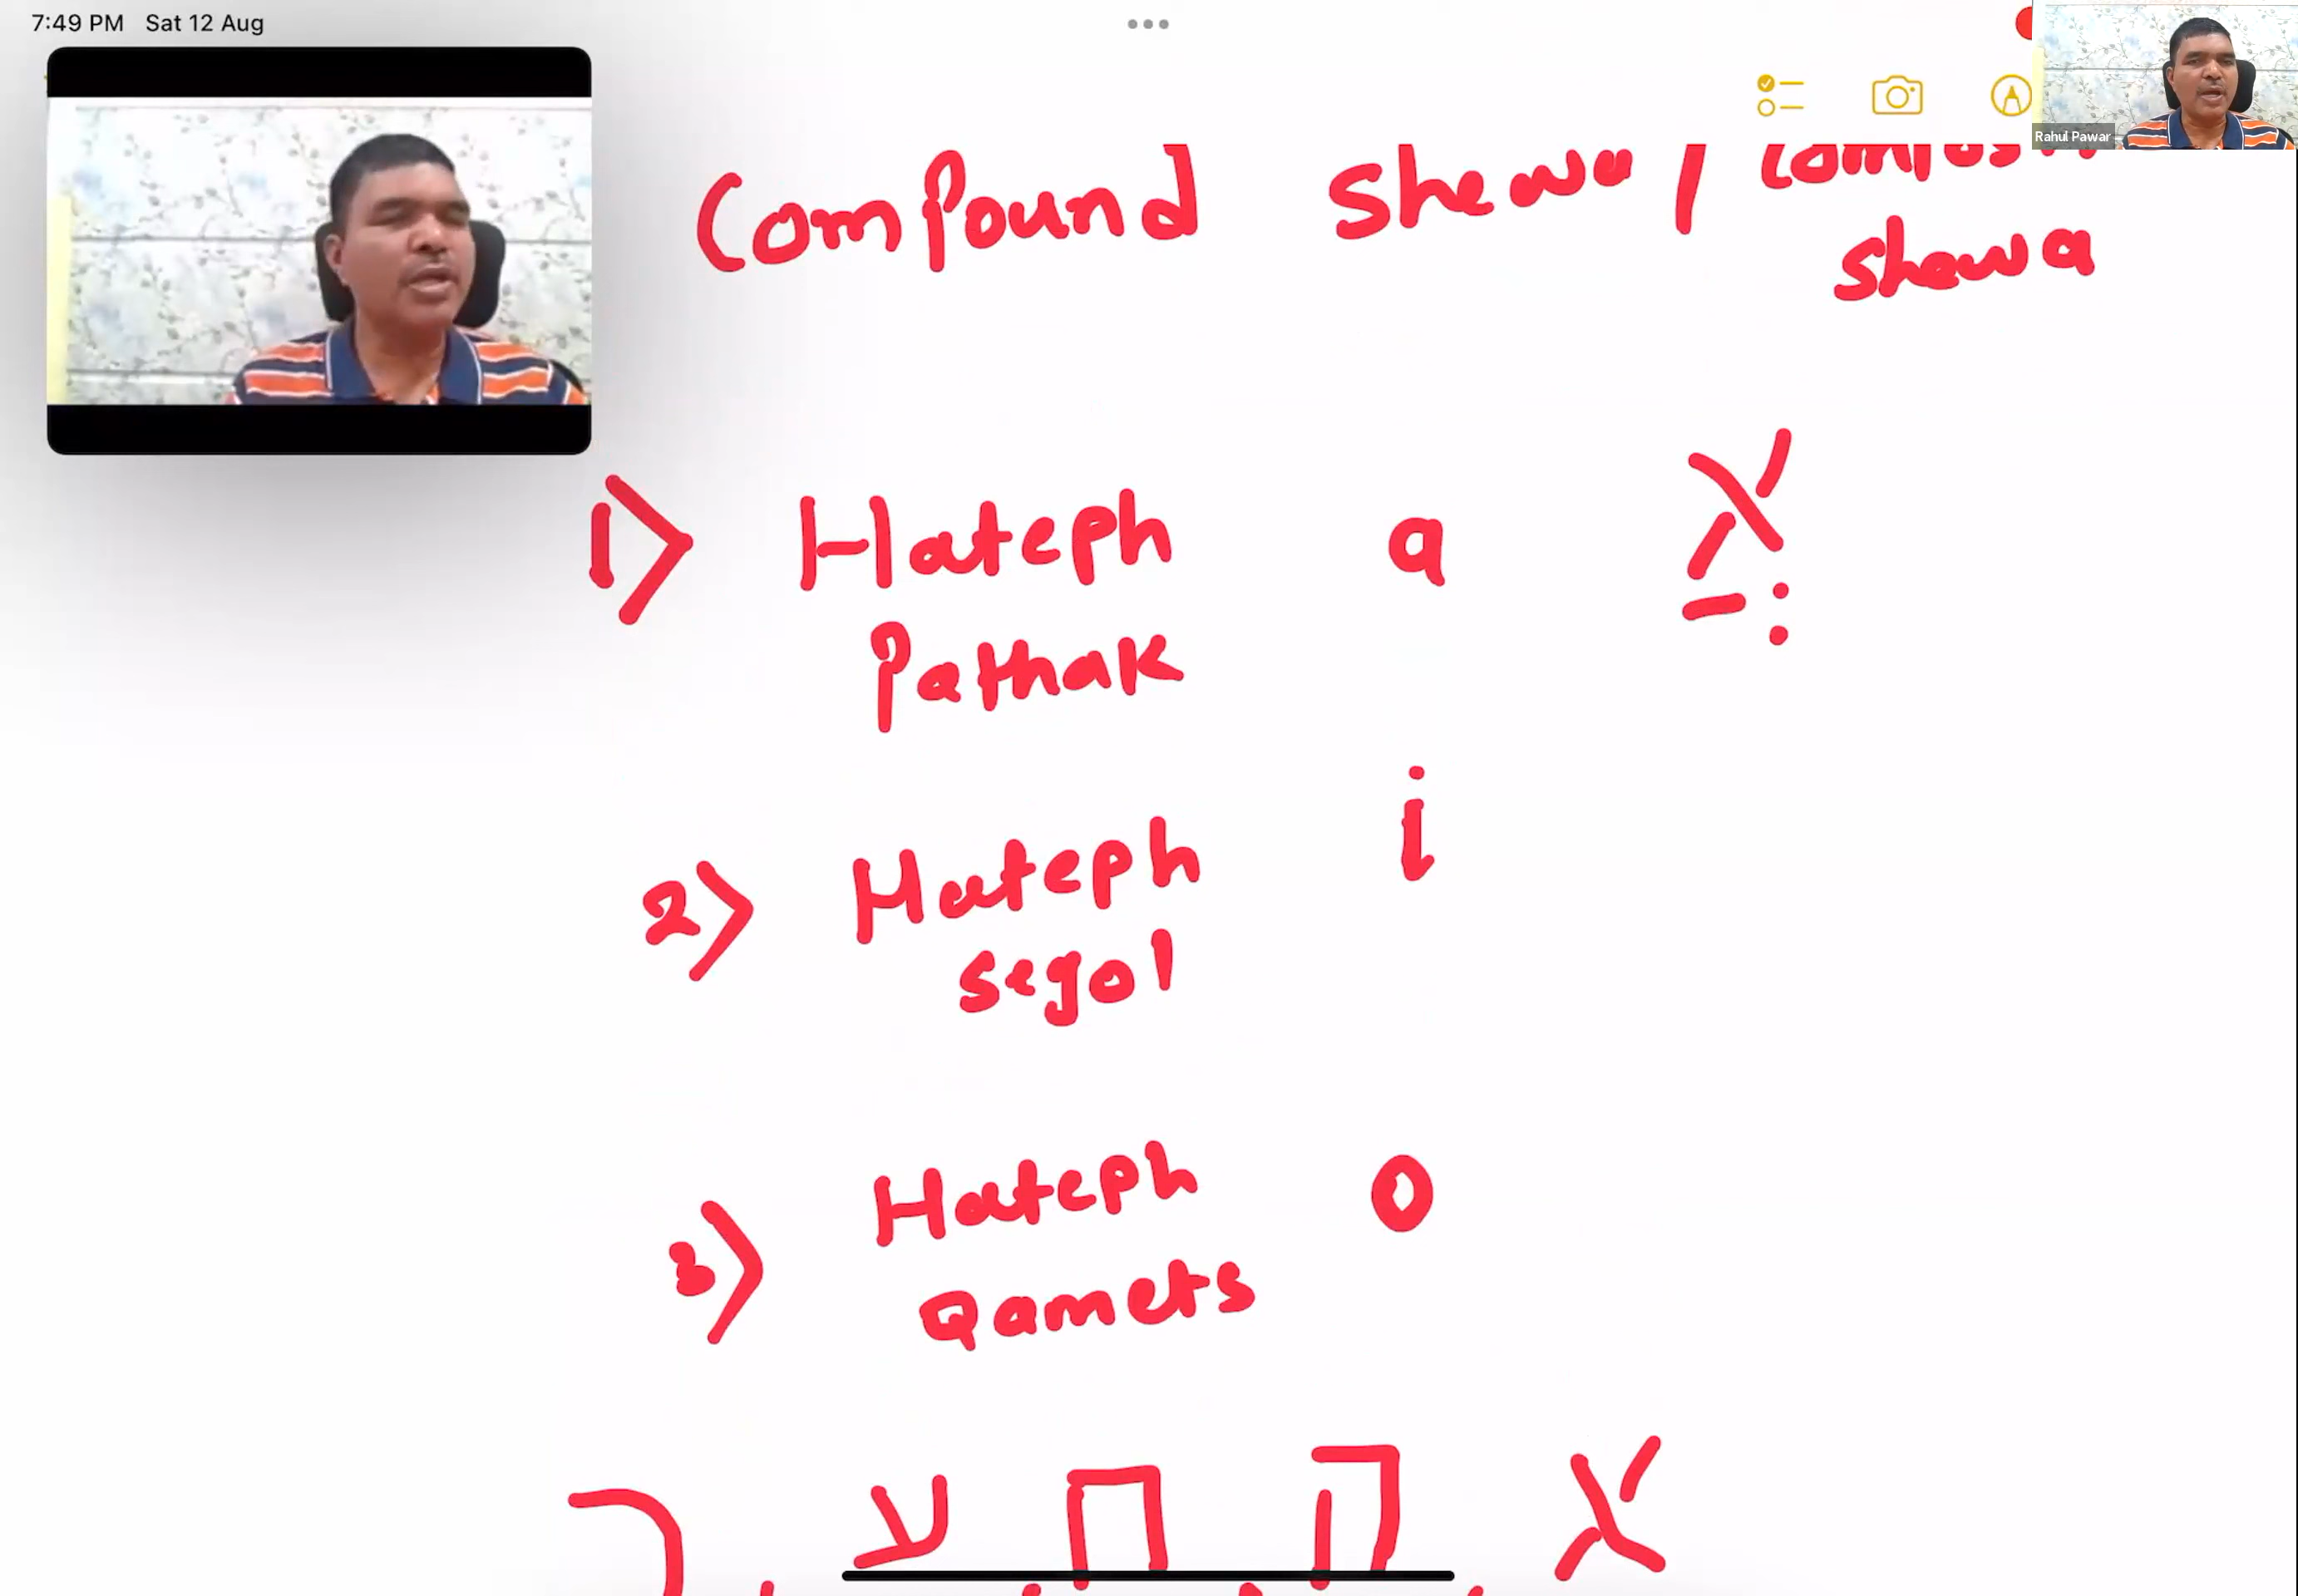 7:49 PM Sat 12 Aug
Rahul Pawar
Compound Shewa /
Shewa
1> Hateph a אֲ
Pathak
2) Hateph i
Segol
3) Hateph o
Qamets
א ה ח ע ר